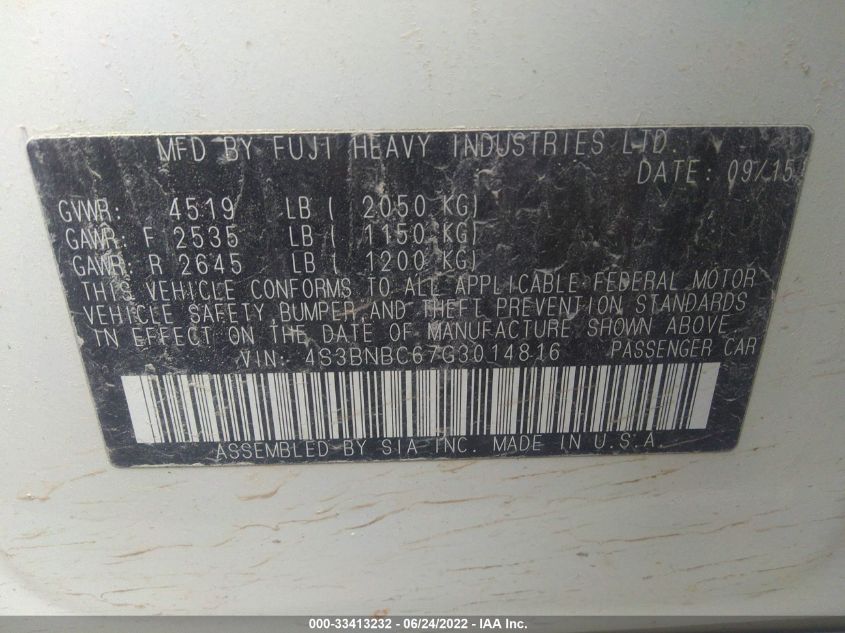 MFD BY FUJI HEAVY INDUSTRIES LTD.
DATE: 09/15
GVWR: 4519 LB ( 2050 KG)
GAWR: F 2535 LB ( 1150 KG)
GAWR: R 2645 LB ( 1200 KG)
THIS VEHICLE CONFORMS TO ALL APPLICABLE FEDERAL MOTOR
VEHICLE SAFETY BUMPER AND THEFT PREVENTION STANDARDS
IN EFFECT ON THE DATE OF MANUFACTURE SHOWN ABOVE
VIN: 4S3BNBC67G3014816 PASSENGER CAR
ASSEMBLED BY SIA INC. MADE IN U.S.A.
000-33413232 - 06/24/2022 - IAA Inc.